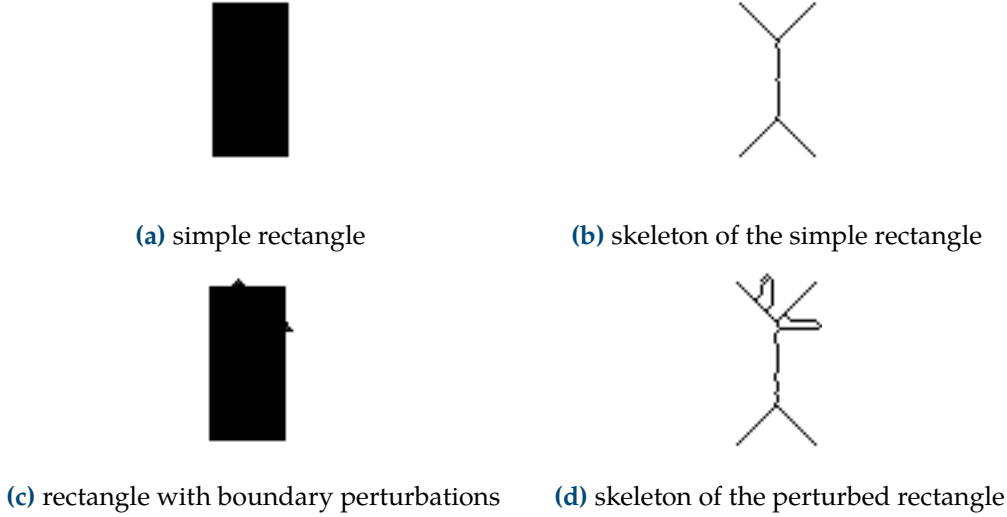 (a) simple rectangle
(b) skeleton of the simple rectangle
(c) rectangle with boundary perturbations
(d) skeleton of the perturbed rectangle